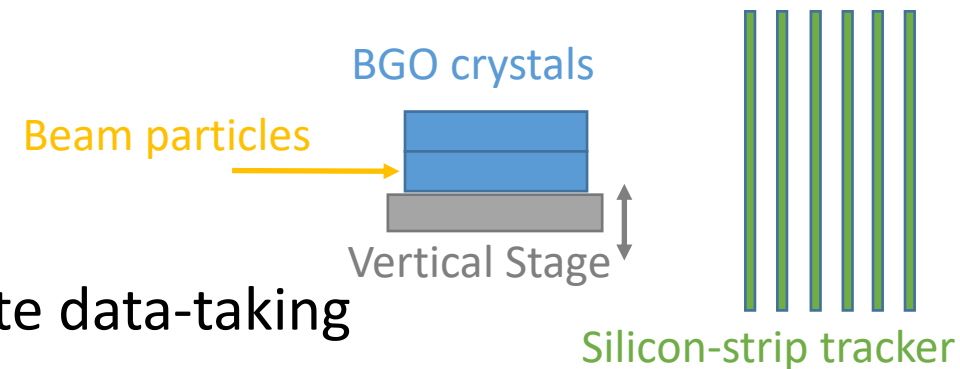 BGO crystals
Beam particles
Vertical Stage
te data-taking
Silicon-strip tracker